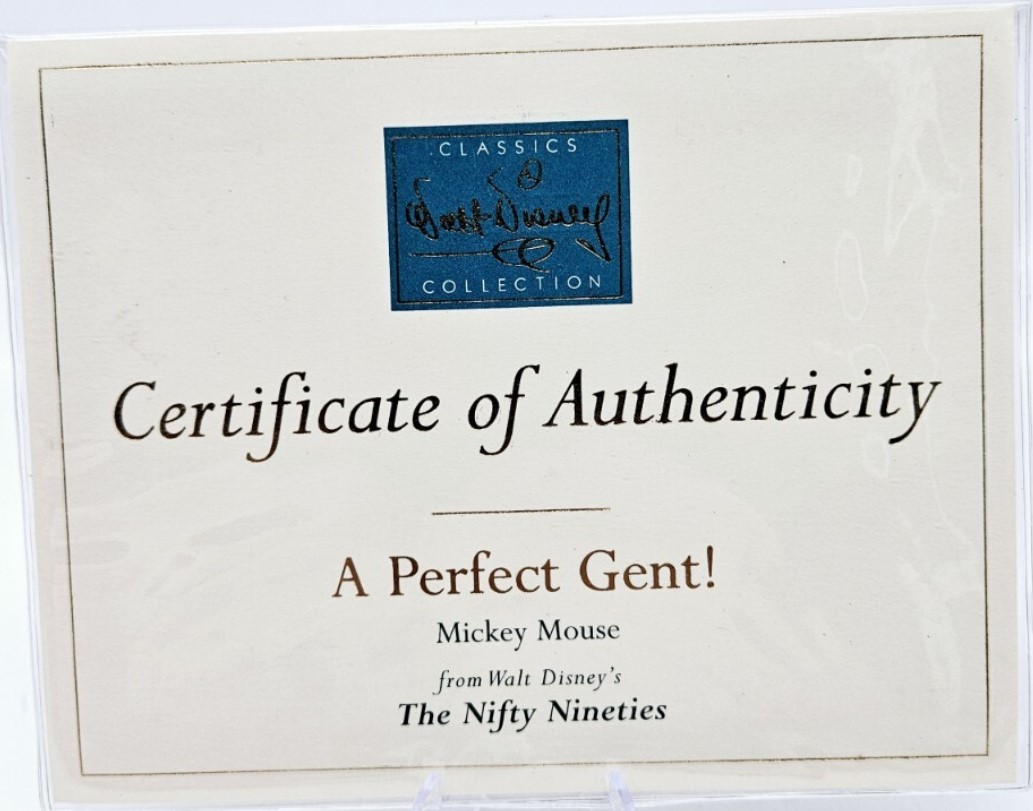 CLASSICS
Walt Disney
COLLECTION
Certificate of Authenticity
A Perfect Gent!
Mickey Mouse
from Walt Disney's
The Nifty Nineties